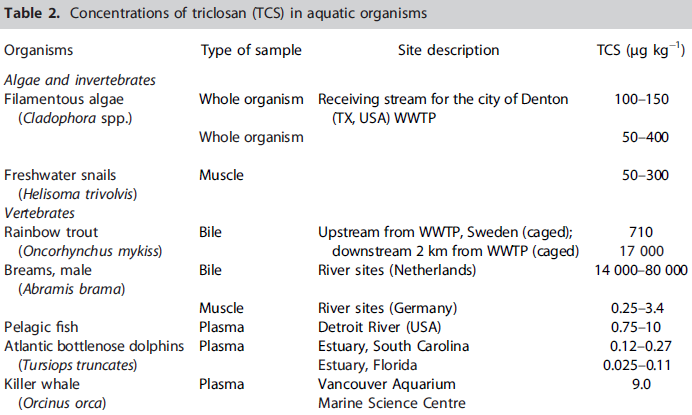 Table 2. Concentrations of triclosan (TCS) in aquatic organisms
Organisms Type of sample Site description TCS (μg kg⁻¹)
Algae and invertebrates
Filamentous algae Whole organism Receiving stream for the city of Denton 100–150
(Cladophora spp.) (TX, USA) WWTP
Whole organism 50–400
Freshwater snails Muscle 50–300
(Helisoma trivolvis)
Vertebrates
Rainbow trout Bile Upstream from WWTP, Sweden (caged); 710
(Oncorhynchus mykiss) downstream 2 km from WWTP (caged) 17 000
Breams, male Bile River sites (Netherlands) 14 000–80 000
(Abramis brama)
Muscle River sites (Germany) 0.25–3.4
Pelagic fish Plasma Detroit River (USA) 0.75–10
Atlantic bottlenose dolphins Plasma Estuary, South Carolina 0.12–0.27
(Tursiops truncates) Estuary, Florida 0.025–0.11
Killer whale Plasma Vancouver Aquarium 9.0
(Orcinus orca) Marine Science Centre